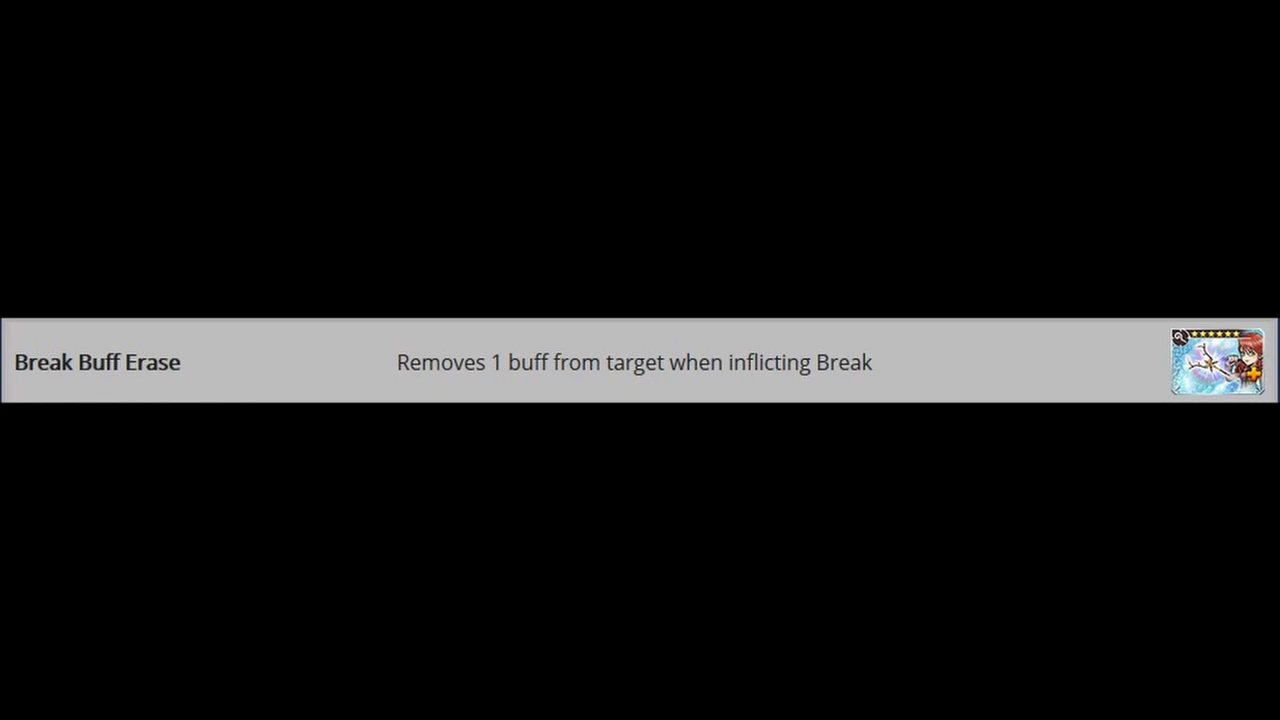 Break Buff Erase Removes 1 buff from target when inflicting Break